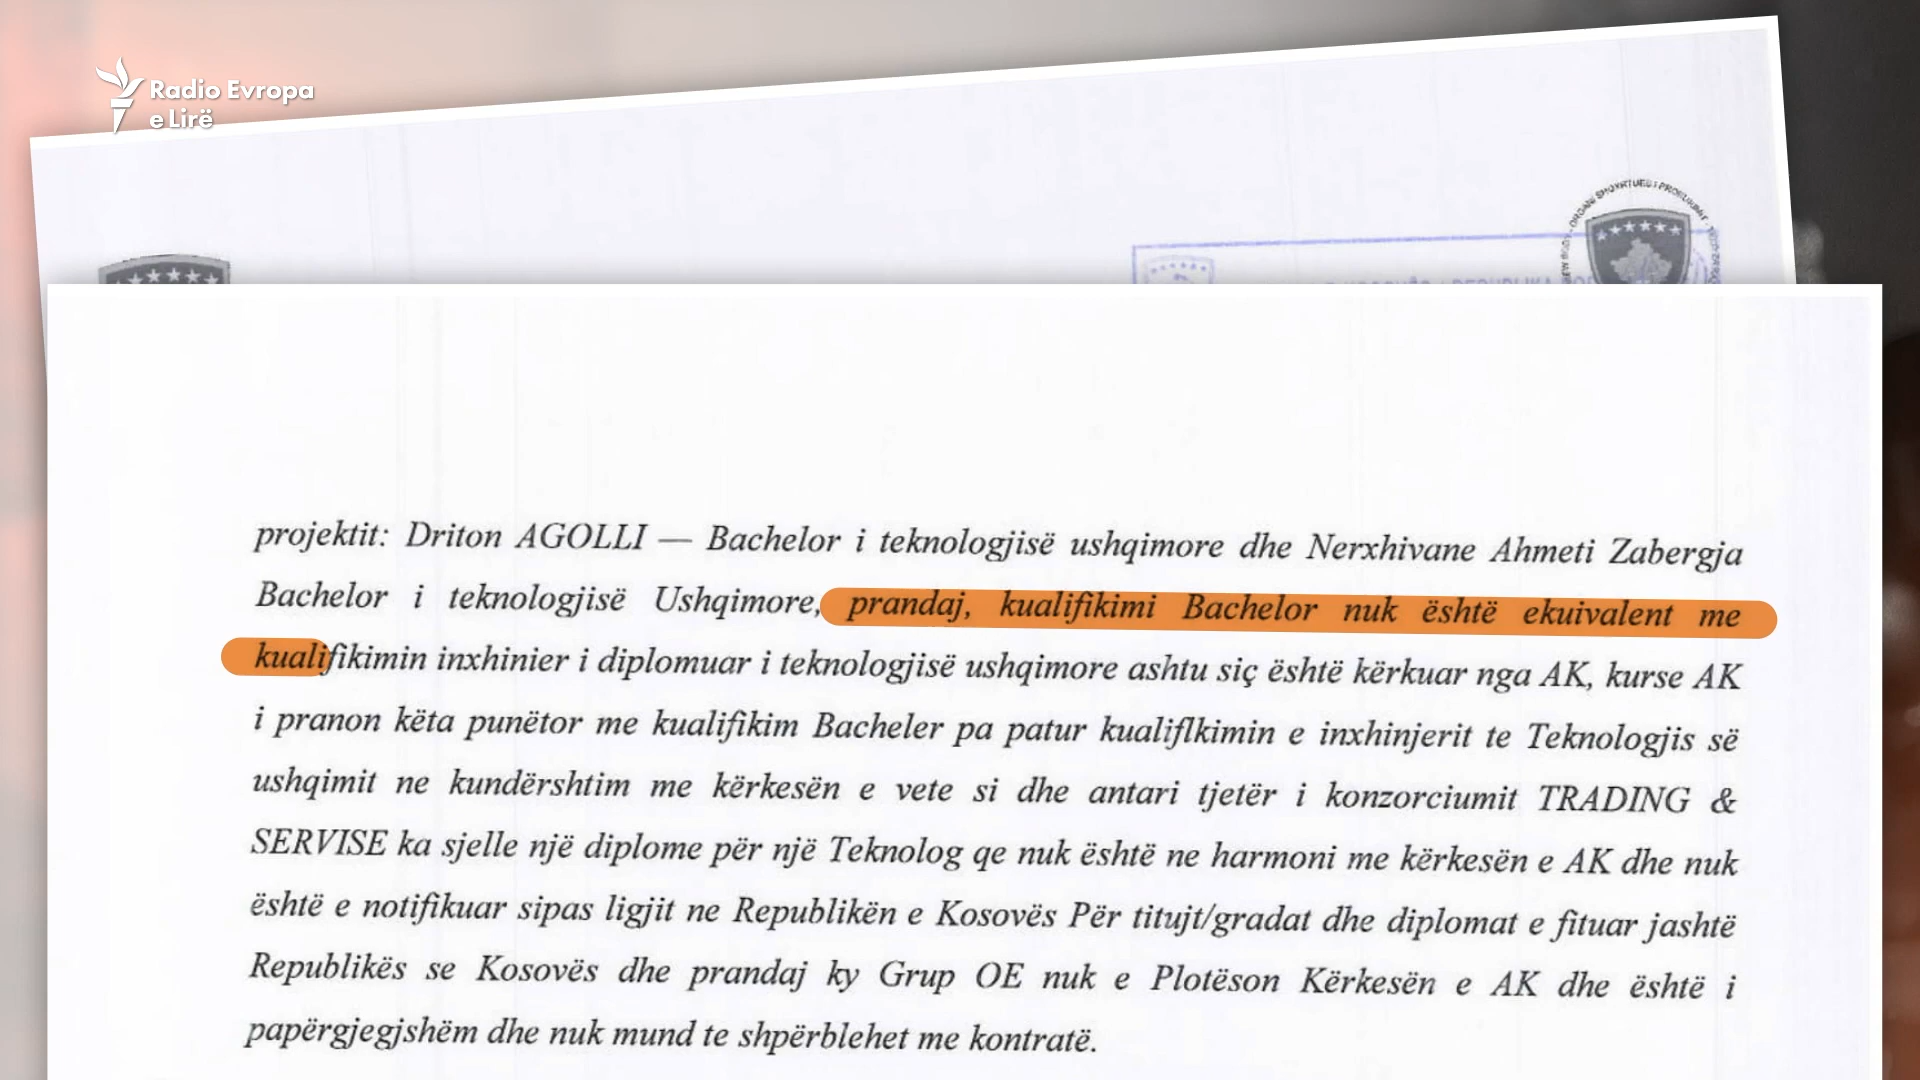 Radio Evropa
e Lirë
projektit: Driton AGOLLI — Bachelor i teknologjisë ushqimore dhe Nerxhivane Ahmeti Zabergja
Bachelor i teknologjisë Ushqimore, prandaj, kualifikimi Bachelor nuk është ekuivalent me
kualifikimin inxhinier i diplomuar i teknologjisë ushqimore ashtu siç është kërkuar nga AK, kurse AK
i pranon këta punëtor me kualifikim Bacheler pa patur kualiflkimin e inxhinjerit te Teknologjis së
ushqimit ne kundërshtim me kërkesën e vete si dhe antari tjetër i konzorciumit TRADING &
SERVISE ka sjelle një diplome për një Teknolog qe nuk është ne harmoni me kërkesën e AK dhe nuk
është e notifikuar sipas ligjit ne Republikën e Kosovës Për titujt/gradat dhe diplomat e fituar jashtë
Republikës se Kosovës dhe prandaj ky Grup OE nuk e Plotëson Kërkesën e AK dhe është i
papërgjegjshëm dhe nuk mund te shpërblehet me kontratë.